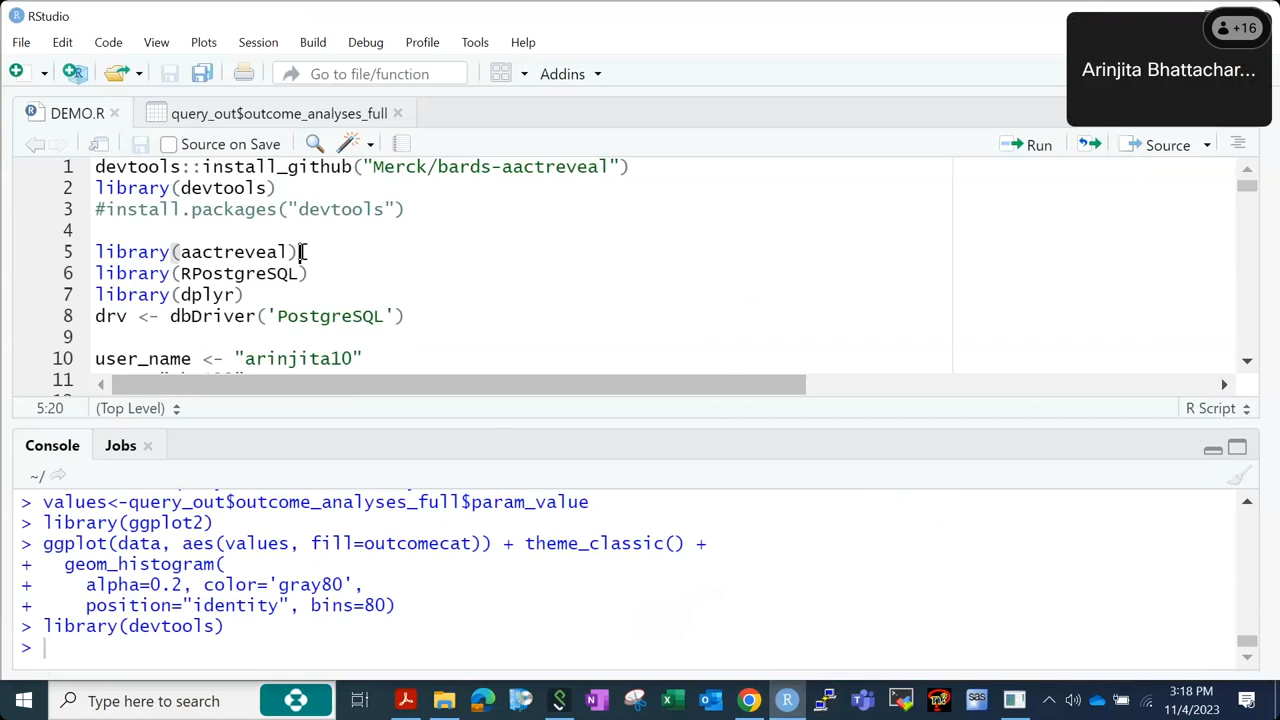 RStudio
+16
Arinjita Bhattachar...
File Edit Code View Plots Session Build Debug Profile Tools Help
Go to file/function
Addins
DEMO.R
query_out$outcome_analyses_full
Source on Save
Run
Source
1 devtools::install_github("Merck/bards-aactreveal")
2 library(devtools)
3 #install.packages("devtools")
4
5 library(aactreveal)
6 library(RPostgreSQL)
7 library(dplyr)
8 drv <- dbDriver('PostgreSQL')
9
10 user_name <- "arinjita10"
11
5:20
(Top Level)
R Script
Console
Jobs
~/
> values<-query_out$outcome_analyses_full$param_value
> library(ggplot2)
> ggplot(data, aes(values, fill=outcomecat)) + theme_classic() +
+ geom_histogram(
+ alpha=0.2, color='gray80',
+ position="identity", bins=80)
> library(devtools)
>
Type here to search
3:18 PM
11/4/2023